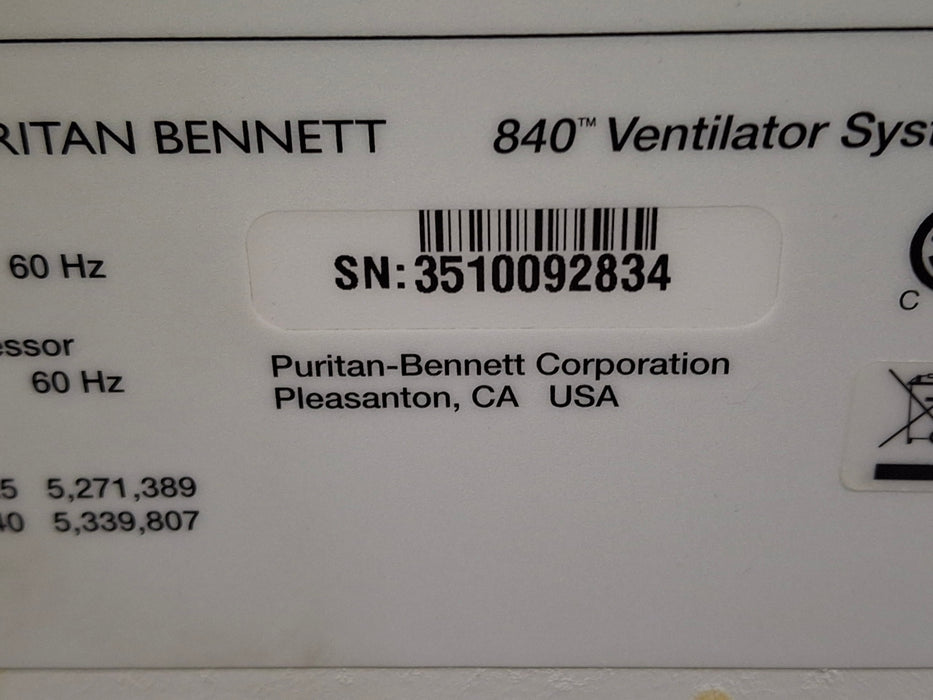 RITAN BENNETT 840™ Ventilator Syst
SN:3510092834
60 Hz
essor
60 Hz
Puritan-Bennett Corporation
Pleasanton, CA USA
5 5,271,389
40 5,339,807
C